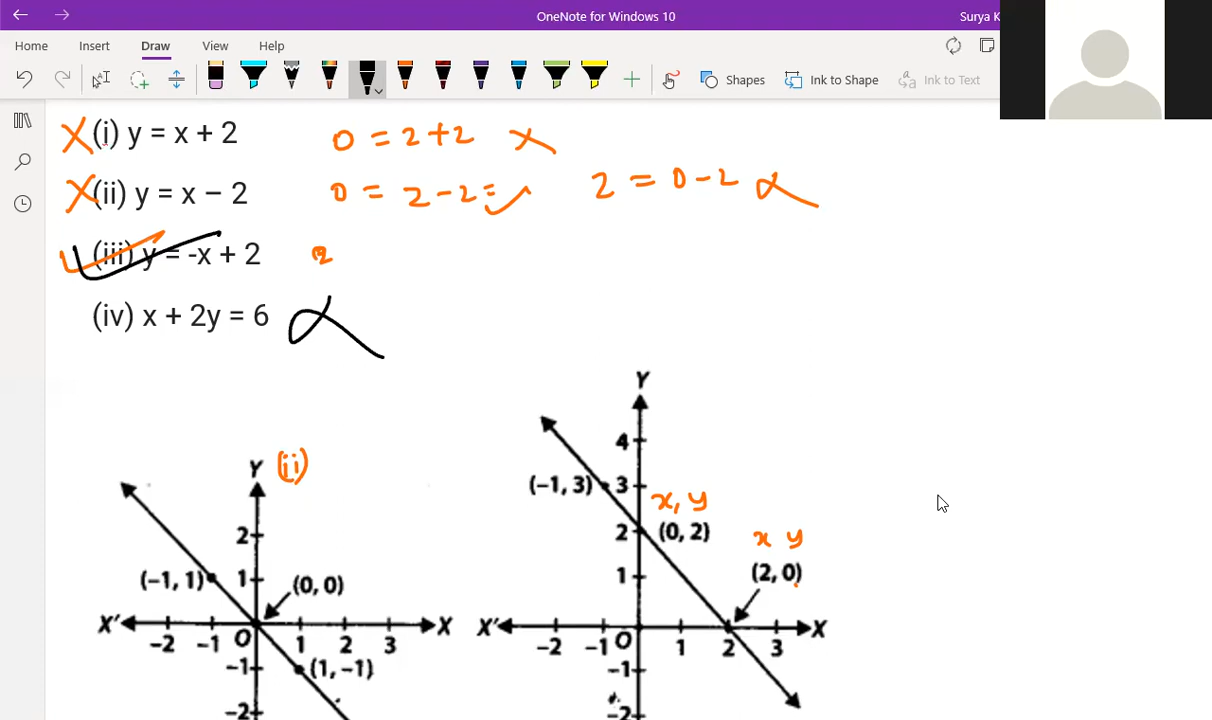 OneNote for Windows 10
Surya K
Home Insert Draw View Help
Shapes Ink to Shape Ink to Text
X (i) y = x + 2 0 = 2+2 x
X (ii) y = x − 2 0 = 2-2= ✓ 2 = 0-2 x
(iii) y = -x + 2 2
(iv) x + 2y = 6 x
Y (ii)
2
(−1, 1) 1 (0, 0)
X′ −2 −1 O 1 2 3 X
−1 (1, −1)
−2
Y
4
(−1, 3) 3
x, y
2 (0, 2)
x y
1 (2, 0)
X′ −2 −1 O 1 2 3 X
−1
−2